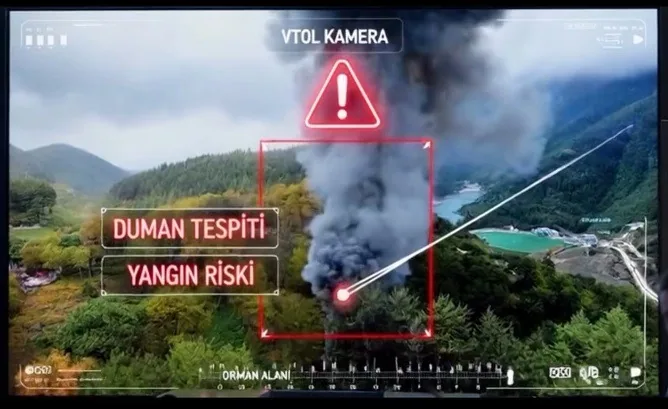 VTOL KAMERA
!
DUMAN TESPİTİ
YANGIN RİSKİ
ORMAN ALANI